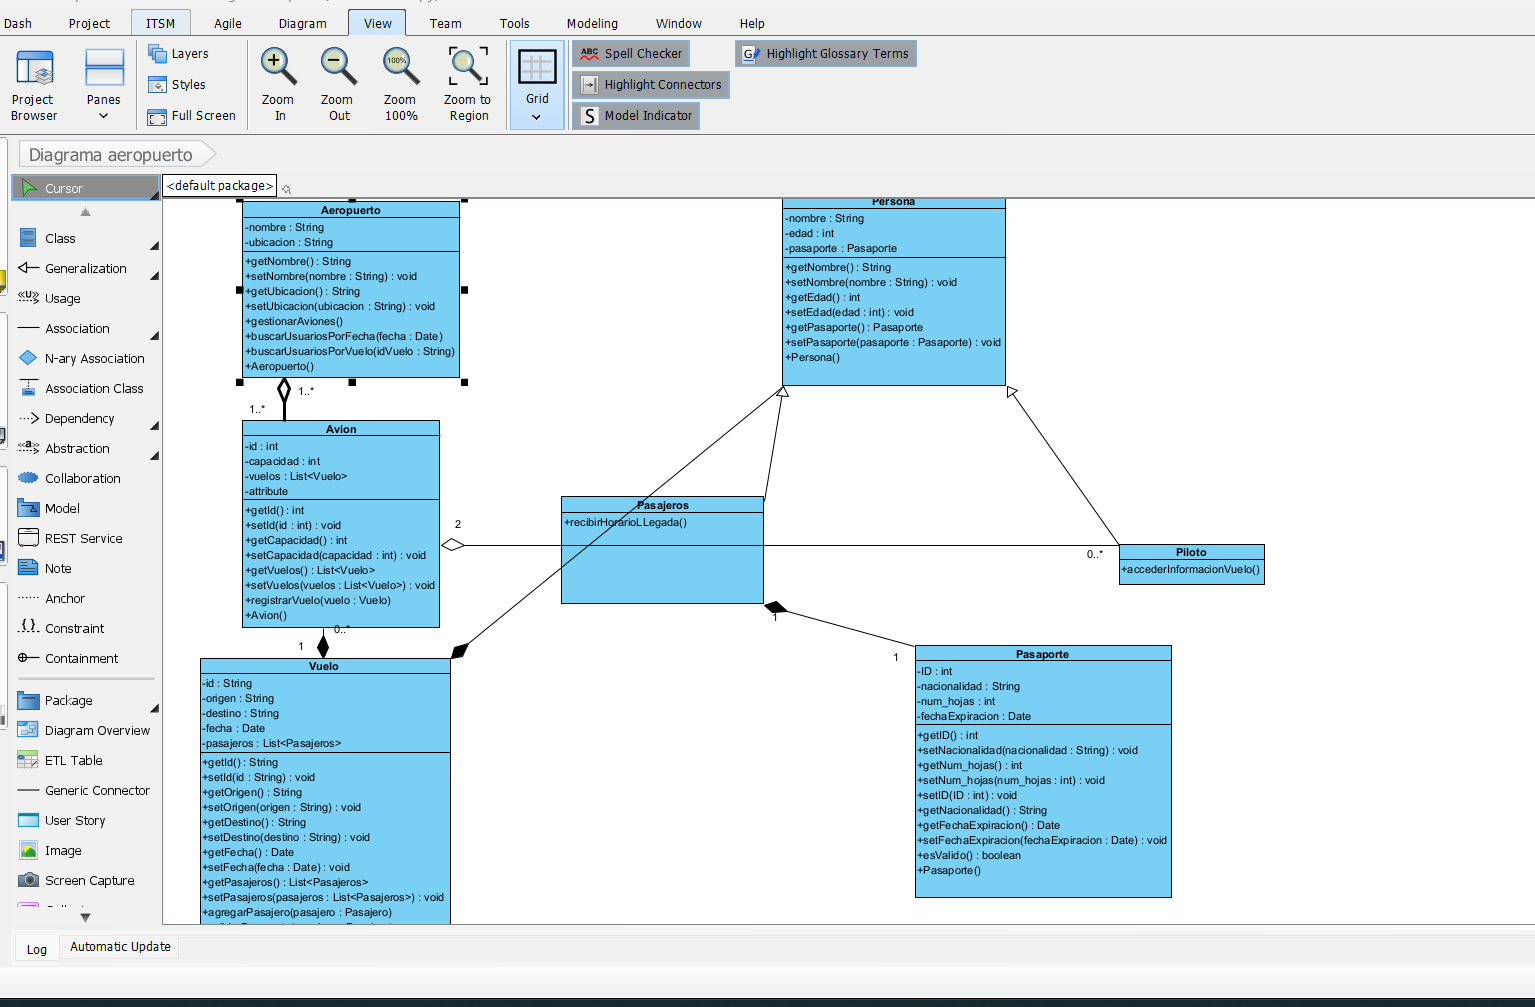 Dash Project ITSM Agile Diagram View Team Tools Modeling Window Help
Project Browser
Panes
Layers
Styles
Full Screen
Zoom In
Zoom Out
100%
Zoom 100%
Zoom to Region
Grid
ABC Spell Checker
Highlight Connectors
S Model Indicator
G Highlight Glossary Terms
Diagrama aeropuerto
Cursor
<default package>
Class
Generalization
«U» Usage
Association
N-ary Association
Association Class
Dependency
«a» Abstraction
Collaboration
Model
REST Service
Note
Anchor
{} Constraint
Containment
Package
Diagram Overview
ETL Table
Generic Connector
User Story
Image
Screen Capture
Aeropuerto
-nombre : String
-ubicacion : String
+getNombre() : String
+setNombre(nombre : String) : void
+getUbicacion() : String
+setUbicacion(ubicacion : String) : void
+gestionarAviones()
+buscarUsuariosPorFecha(fecha : Date)
+buscarUsuariosPorVuelo(idVuelo : String)
+Aeropuerto()
1..*
1..*
Avion
-id : int
-capacidad : int
-vuelos : List<Vuelo>
-attribute
+getId() : int
+setId(id : int) : void
+getCapacidad() : int
+setCapacidad(capacidad : int) : void
+getVuelos() : List<Vuelo>
+setVuelos(vuelos : List<Vuelo>) : void
+registrarVuelo(vuelo : Vuelo)
+Avion()
0..*
1
Vuelo
-id : String
-origen : String
-destino : String
-fecha : Date
-pasajeros : List<Pasajeros>
+getId() : String
+setId(id : String) : void
+getOrigen() : String
+setOrigen(origen : String) : void
+getDestino() : String
+setDestino(destino : String) : void
+getFecha() : Date
+setFecha(fecha : Date) : void
+getPasajeros() : List<Pasajeros>
+setPasajeros(pasajeros : List<Pasajeros>) : void
+agregarPasajero(pasajero : Pasajero)
Persona
-nombre : String
-edad : int
-pasaporte : Pasaporte
+getNombre() : String
+setNombre(nombre : String) : void
+getEdad() : int
+setEdad(edad : int) : void
+getPasaporte() : Pasaporte
+setPasaporte(pasaporte : Pasaporte) : void
+Persona()
2
Pasajeros
+recibirHorarioLLegada()
0..*
Piloto
+accederInformacionVuelo()
1
1
Pasaporte
-ID : int
-nacionalidad : String
-num_hojas : int
-fechaExpiracion : Date
+getID() : int
+setNacionalidad(nacionalidad : String) : void
+getNum_hojas() : int
+setNum_hojas(num_hojas : int) : void
+setID(ID : int) : void
+getNacionalidad() : String
+getFechaExpiracion() : Date
+setFechaExpiracion(fechaExpiracion : Date) : void
+esValido() : boolean
+Pasaporte()
Log Automatic Update